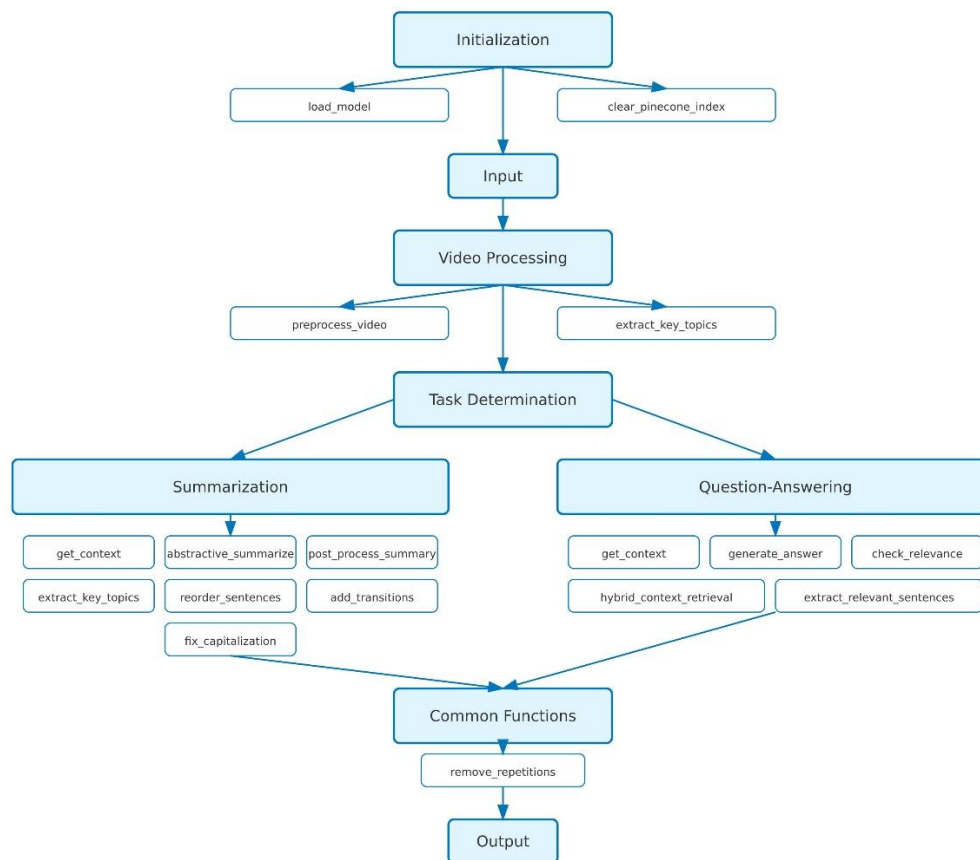 Initialization
load_model
clear_pinecone_index
Input
Video Processing
preprocess_video
extract_key_topics
Task Determination
Summarization
Question-Answering
get_context
abstractive_summarize
post_process_summary
get_context
generate_answer
check_relevance
extract_key_topics
reorder_sentences
add_transitions
hybrid_context_retrieval
extract_relevant_sentences
fix_capitalization
Common Functions
remove_repetitions
Output